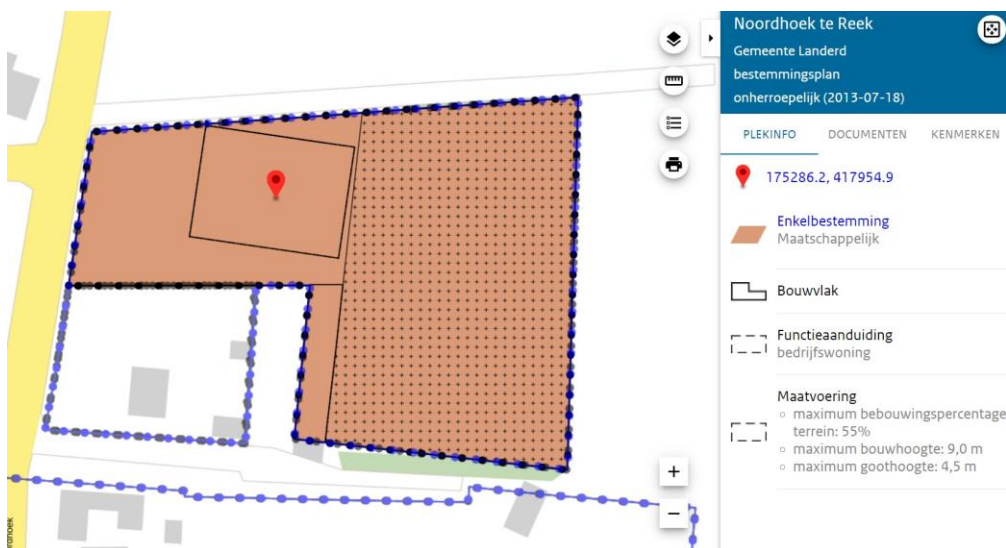 Noordhoek te Reek
Gemeente Landerd
bestemmingsplan
onherroepelijk (2013-07-18)
PLEKINFO DOCUMENTEN KENMERKEN
175286.2, 417954.9
Enkelbestemming
Maatschappelijk
Bouwvlak
Functieaanduiding
bedrijfswoning
Maatvoering
maximum bebouwingspercentage
terrein: 55%
maximum bouwhoogte: 9,0 m
maximum goothoogte: 4,5 m
+
−